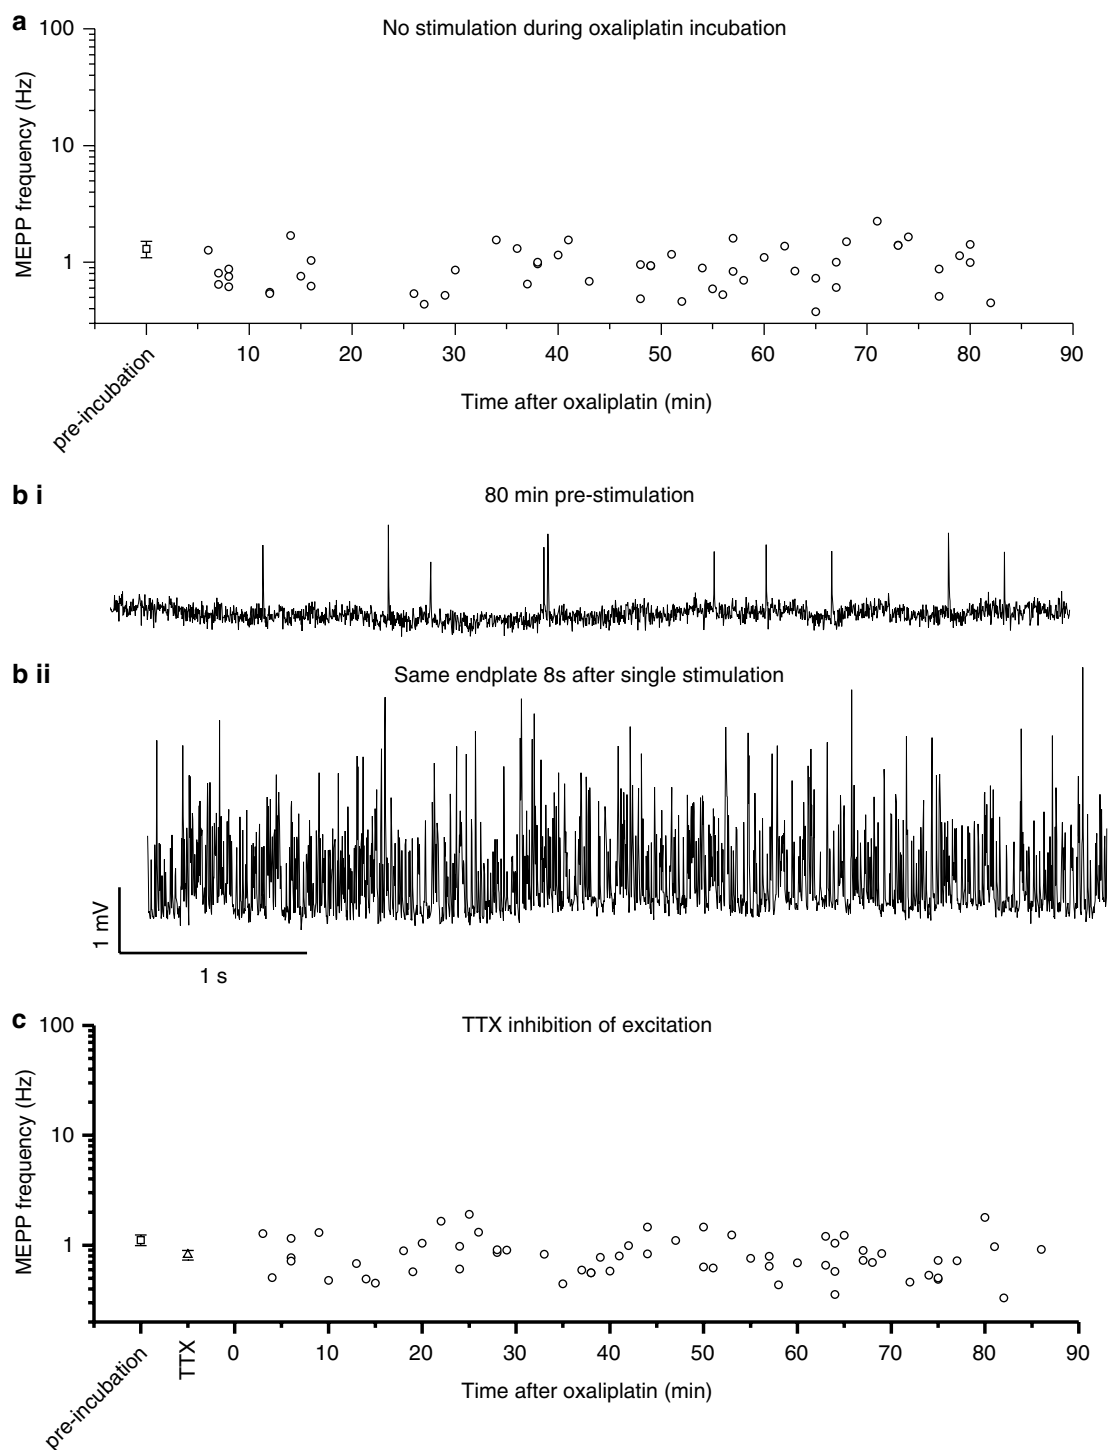 a
No stimulation during oxaliplatin incubation
MEPP frequency (Hz)
100
10
1
pre-incubation
10 20 30 40 50 60 70 80 90
Time after oxaliplatin (min)
b i
80 min pre-stimulation
b ii
Same endplate 8s after single stimulation
1 mV
1 s
c
TTX inhibition of excitation
MEPP frequency (Hz)
100
10
1
pre-incubation
TTX
0 10 20 30 40 50 60 70 80 90
Time after oxaliplatin (min)